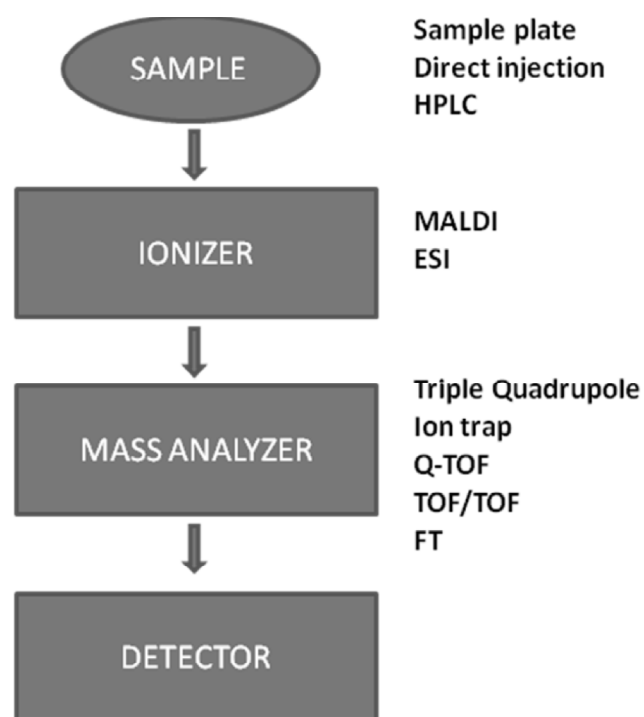 SAMPLE
Sample plate
Direct injection
HPLC
IONIZER
MALDI
ESI
MASS ANALYZER
Triple Quadrupole
Ion trap
Q-TOF
TOF/TOF
FT
DETECTOR